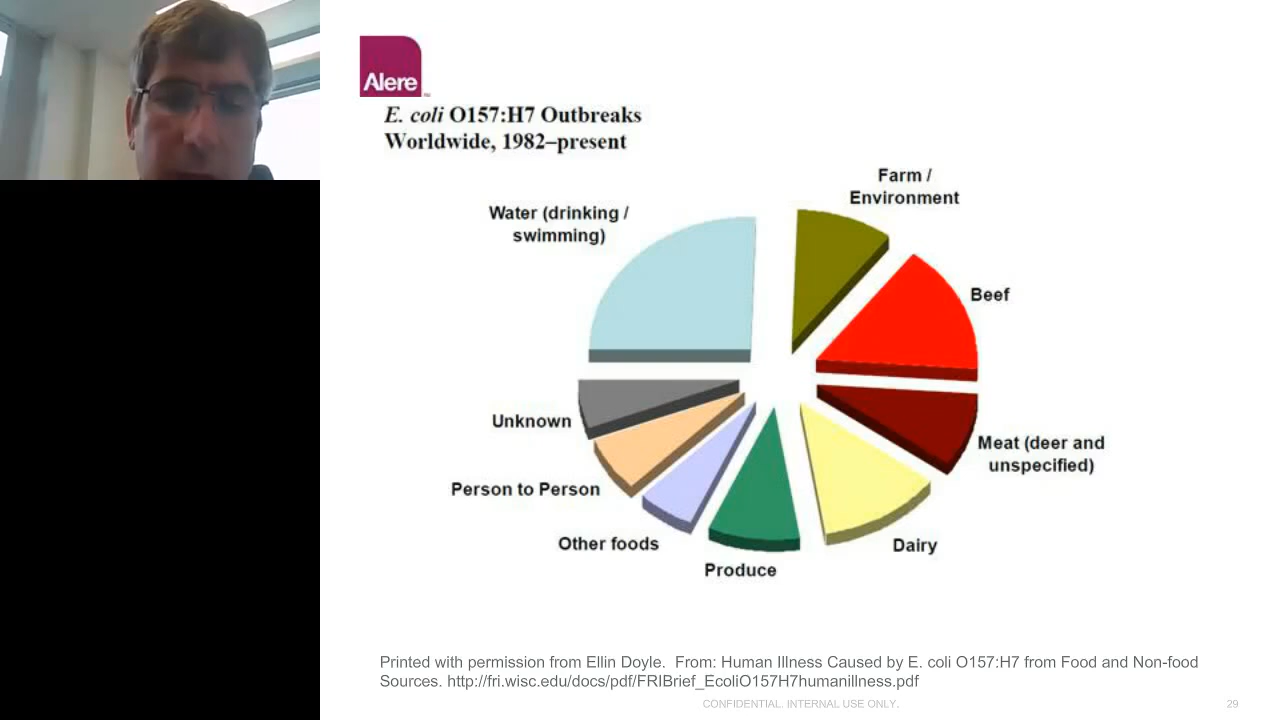 Alere
E. coli O157:H7 Outbreaks
Worldwide, 1982–present
Farm /
Environment
Water (drinking /
swimming)
Beef
Unknown
Meat (deer and
unspecified)
Person to Person
Other foods
Dairy
Produce
Printed with permission from Ellin Doyle. From: Human Illness Caused by E. coli O157:H7 from Food and Non-food
Sources. http://fri.wisc.edu/docs/pdf/FRIBrief_EcoliO157H7humanillness.pdf
CONFIDENTIAL. INTERNAL USE ONLY.
29